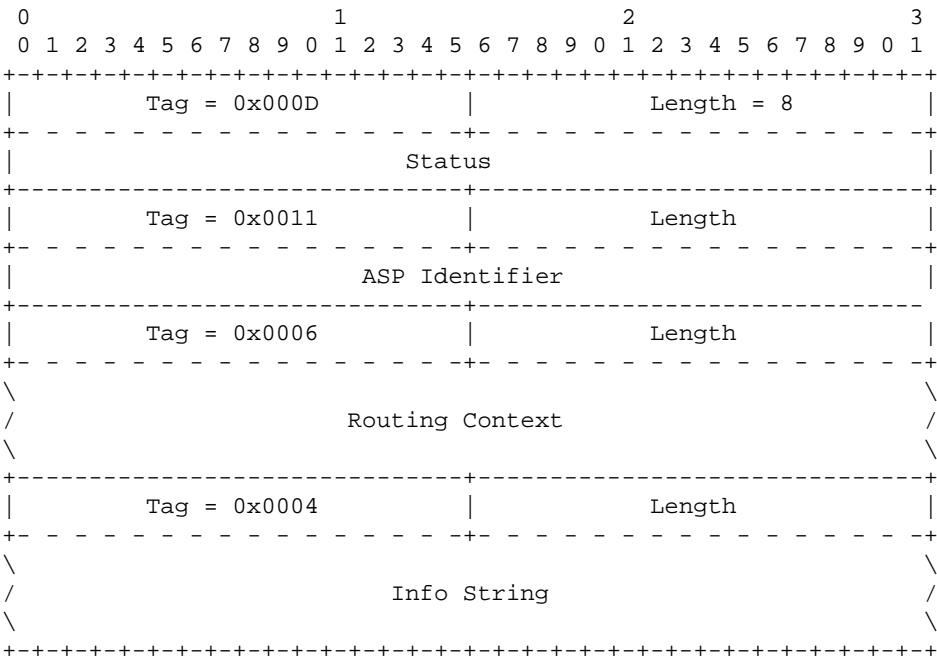 0                   1                   2                   3
0 1 2 3 4 5 6 7 8 9 0 1 2 3 4 5 6 7 8 9 0 1 2 3 4 5 6 7 8 9 0 1
Tag = 0x000D Length = 8
Status
Tag = 0x0011 Length
ASP Identifier
Tag = 0x0006 Length
Routing Context
Tag = 0x0004 Length
Info String